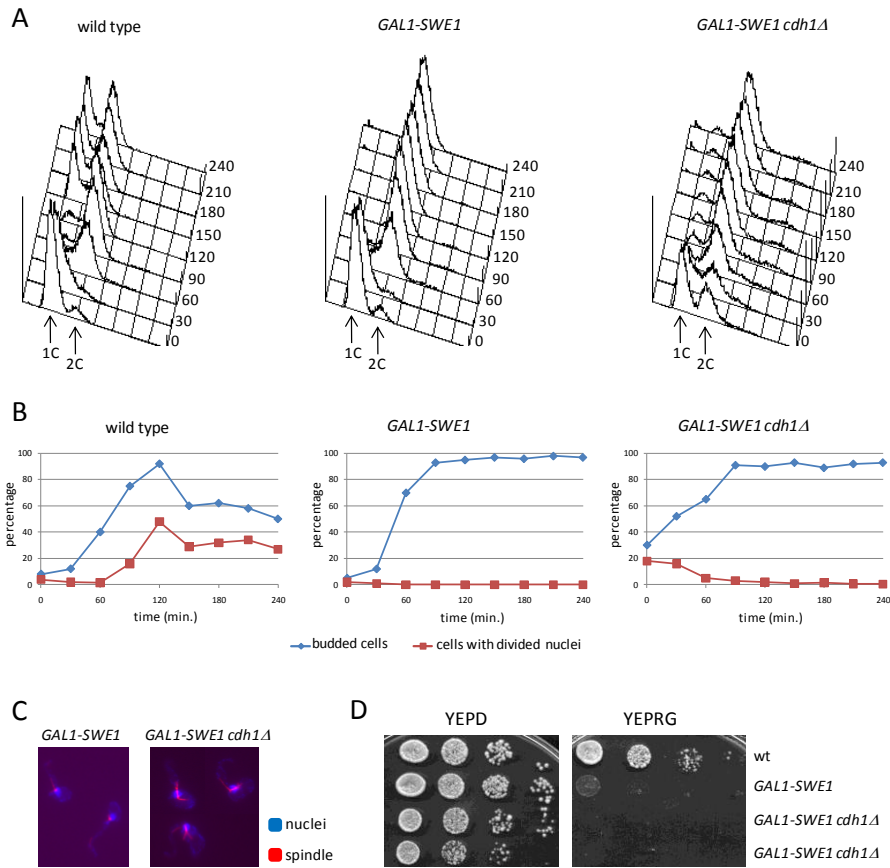 A
wild type
GAL1-SWE1
GAL1-SWE1 cdh1Δ
240
210
180
150
120
90
60
30
0
1C
2C
240
210
180
150
120
90
60
30
0
1C
2C
240
210
180
150
120
90
60
30
0
1C
2C
B
wild type
GAL1-SWE1
GAL1-SWE1 cdh1Δ
percentage
100
80
60
40
20
0
0 60 120 180 240
time (min.)
percentage
100
80
60
40
20
0
0 60 120 180 240
time (min.)
percentage
100
80
60
40
20
0
0 60 120 180 240
time (min.)
budded cells
cells with divided nuclei
C
GAL1-SWE1
GAL1-SWE1 cdh1Δ
nuclei
spindle
D
YEPD
YEPRG
wt
GAL1-SWE1
GAL1-SWE1 cdh1Δ
GAL1-SWE1 cdh1Δ